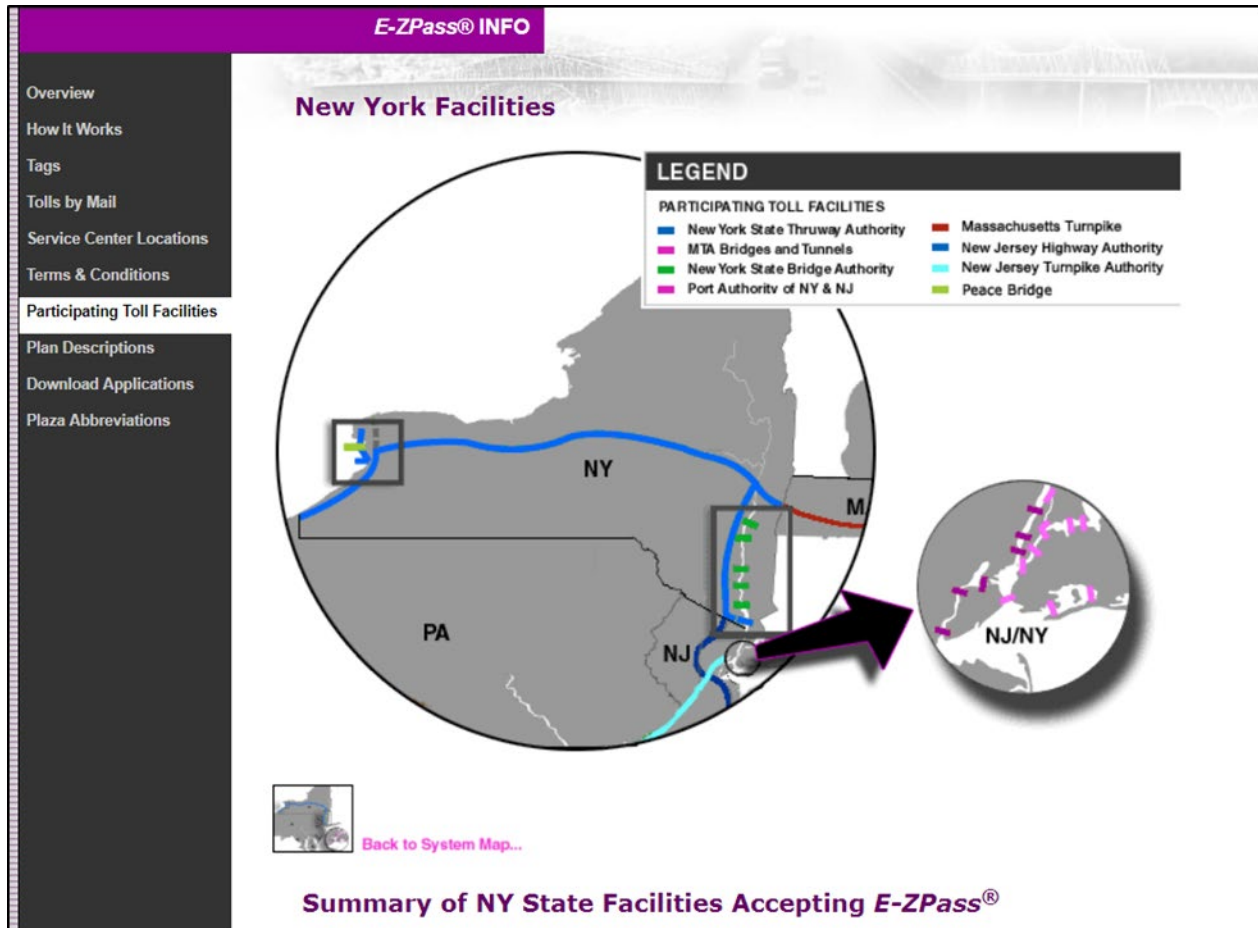 E-ZPass® INFO
Overview
How It Works
Tags
Tolls by Mail
Service Center Locations
Terms & Conditions
Participating Toll Facilities
Plan Descriptions
Download Applications
Plaza Abbreviations
New York Facilities
LEGEND
PARTICIPATING TOLL FACILITIES
New York State Thruway Authority
MTA Bridges and Tunnels
New York State Bridge Authority
Port Authority of NY & NJ
Massachusetts Turnpike
New Jersey Highway Authority
New Jersey Turnpike Authority
Peace Bridge
NY
M
PA
NJ
NJ/NY
Back to System Map...
Summary of NY State Facilities Accepting E-ZPass®